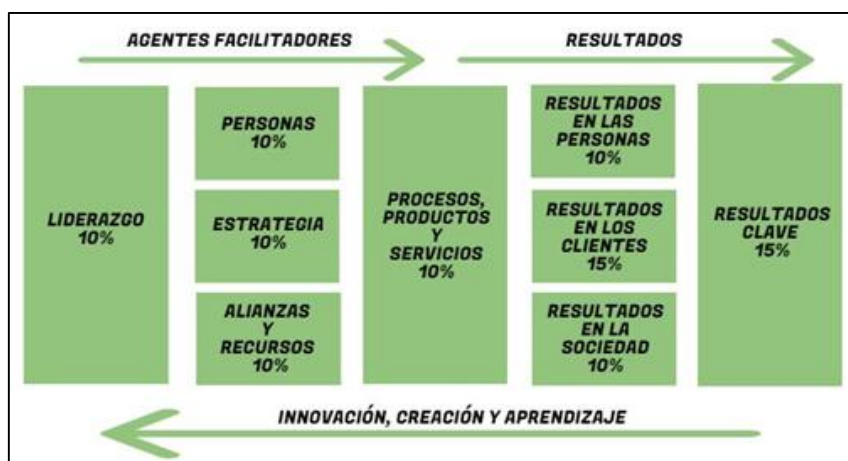 AGENTES FACILITADORES
RESULTADOS
LIDERAZGO
10%
PERSONAS
10%
ESTRATEGIA
10%
ALIANZAS
Y
RECURSOS
10%
PROCESOS,
PRODUCTOS
Y
SERVICIOS
10%
RESULTADOS
EN LAS
PERSONAS
10%
RESULTADOS
EN LOS
CLIENTES
15%
RESULTADOS
EN LA
SOCIEDAD
10%
RESULTADOS
CLAVE
15%
INNOVACIÓN, CREACIÓN Y APRENDIZAJE